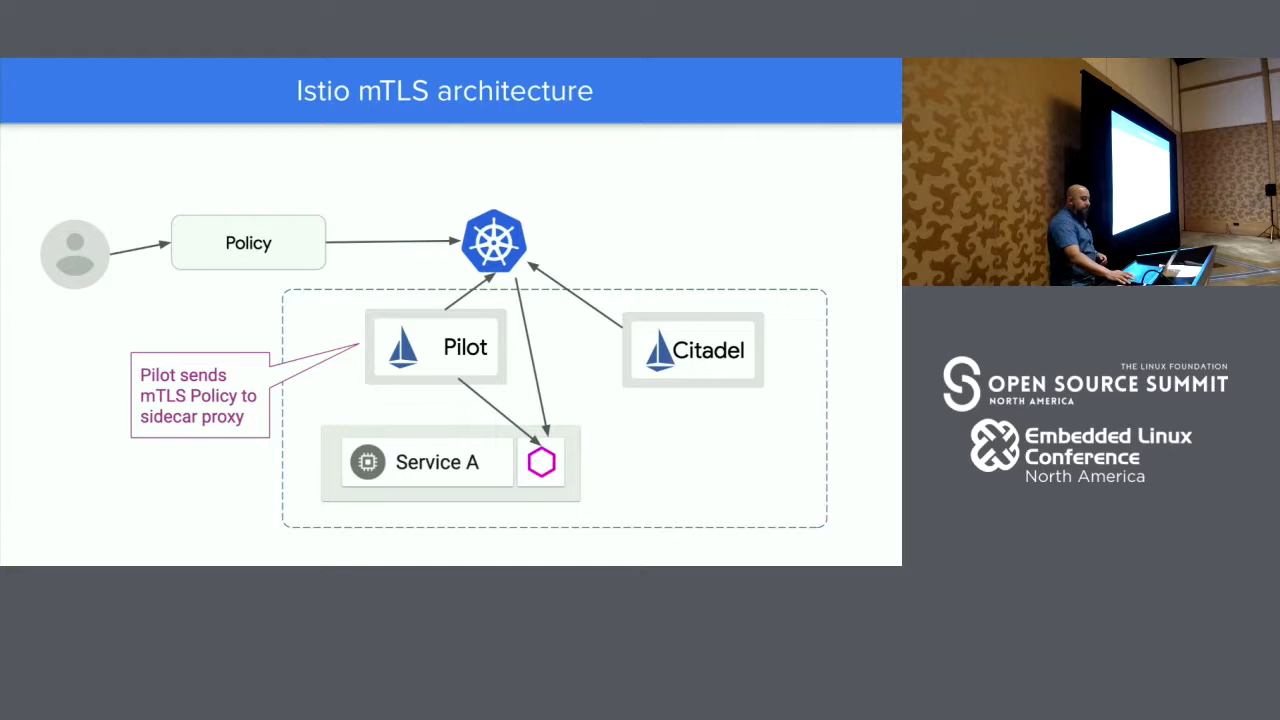 Istio mTLS architecture
Policy
Pilot
Citadel
Pilot sends
mTLS Policy to
sidecar proxy
Service A
THE LINUX FOUNDATION
OPEN SOURCE SUMMIT
NORTH AMERICA
Embedded Linux
Conference
North America